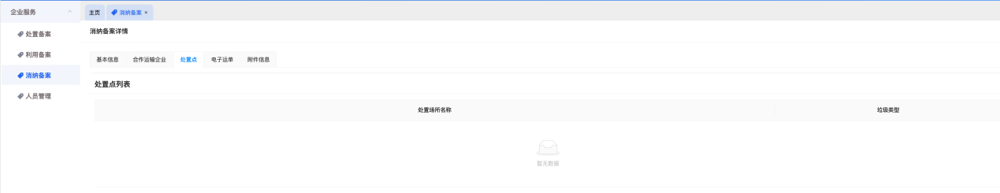 企业服务
处置备案
利用备案
消纳备案
人员管理
主页 消纳备案 ×
消纳备案详情
基本信息 合作运输企业 处置点 电子运单 附件信息
处置点列表
处置场所名称 垃圾类型
暂无数据